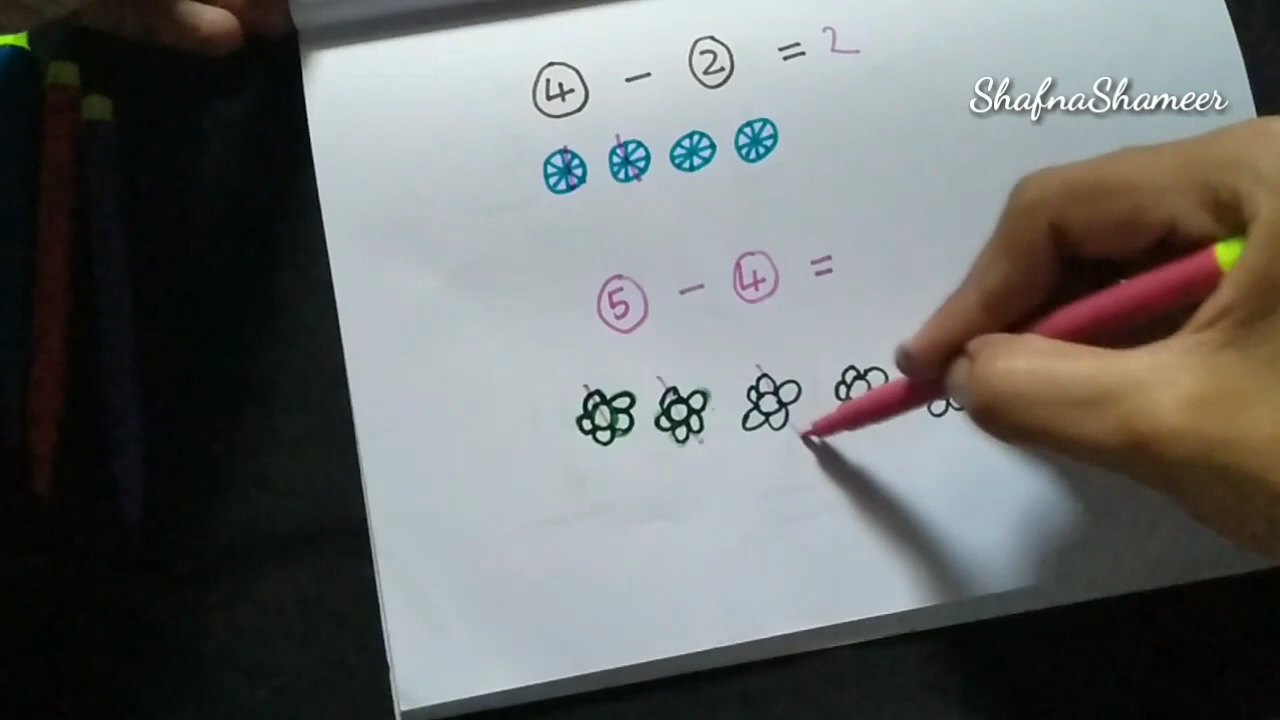 4 - 2 = 2
ShafnaShameer
5 - 4 =